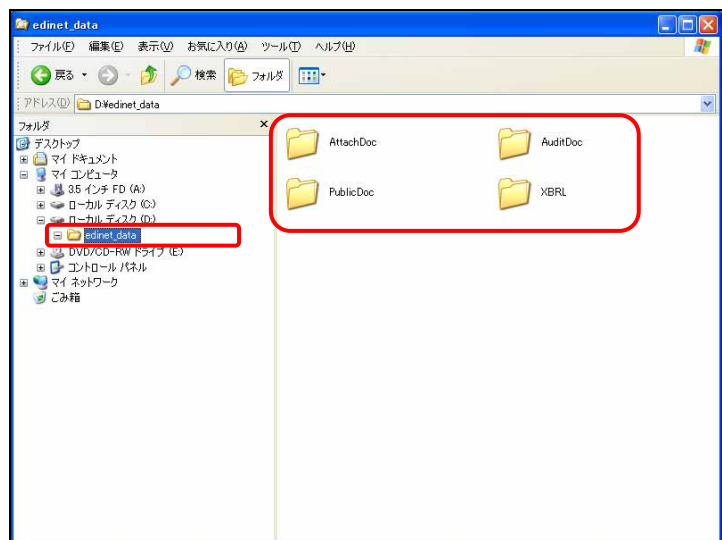 edinet_data
ファイル(F) 編集(E) 表示(V) お気に入り(A) ツール(T) ヘルプ(H)
戻る 検索 フォルダ
アドレス(D) D:¥edinet_data
フォルダ ×
デスクトップ
マイ ドキュメント
マイ コンピュータ
3.5 インチ FD (A:)
ローカル ディスク (C:)
ローカル ディスク (D:)
edinet_data
DVD/CD-RW ドライブ (E:)
コントロール パネル
マイ ネットワーク
ごみ箱
AttachDoc AuditDoc
PublicDoc XBRL